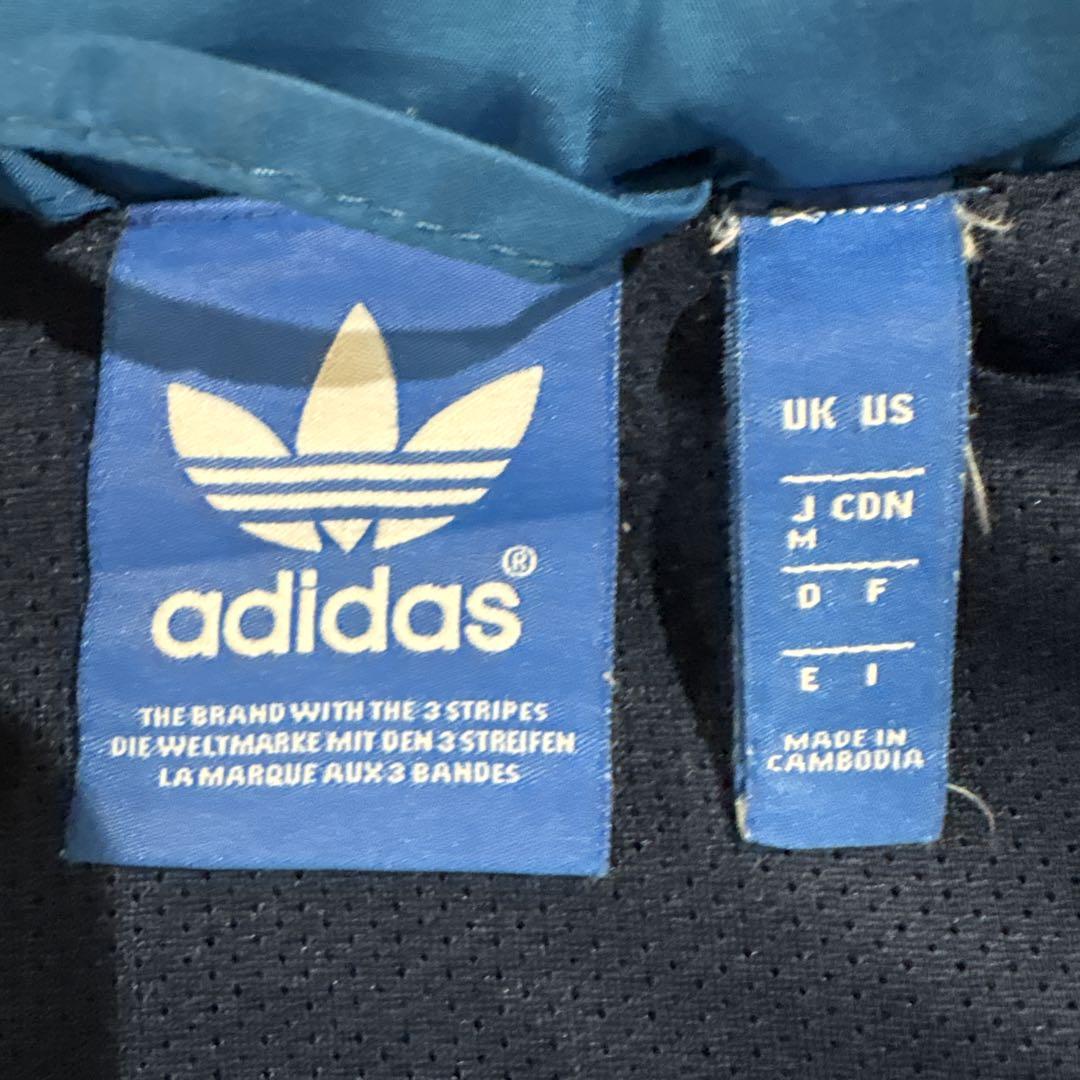 adidas®
THE BRAND WITH THE 3 STRIPES
DIE WELTMARKE MIT DEN 3 STREIFEN
LA MARQUE AUX 3 BANDES
UK US
J CDN
M
D F
E I
MADE IN
CAMBODIA